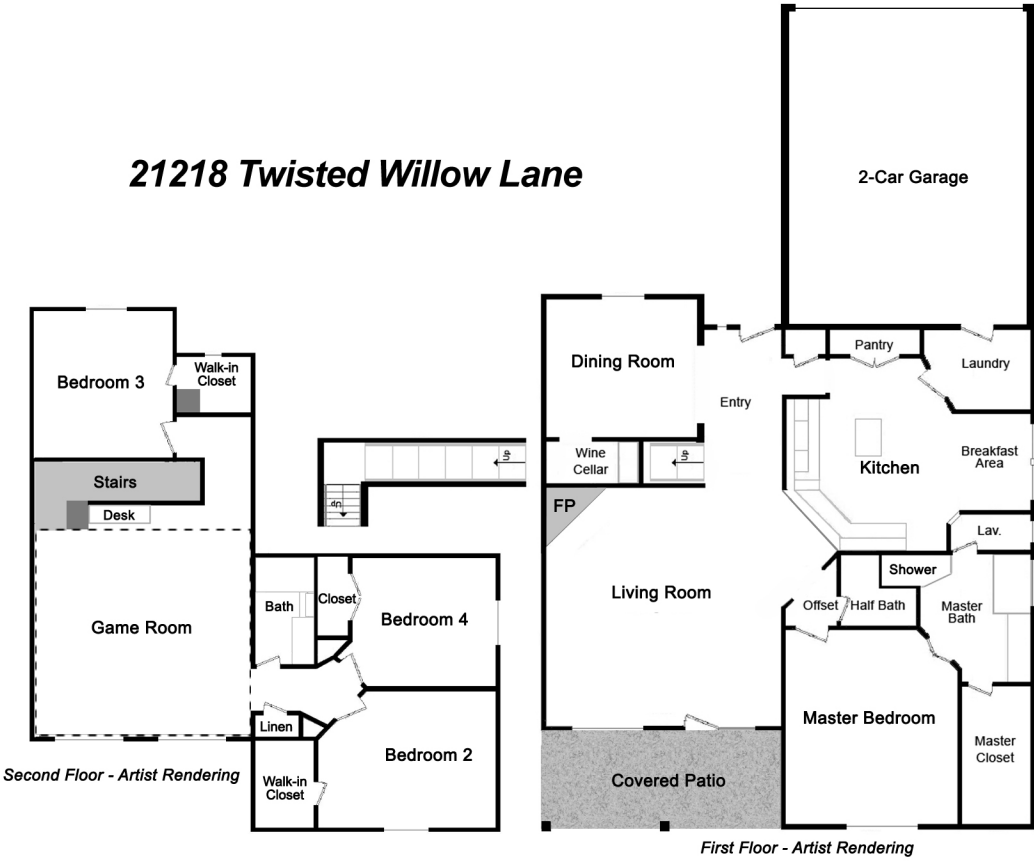 21218 Twisted Willow Lane
2-Car Garage
Bedroom 3
Walk-in
Closet
Stairs
Desk
Game Room
Up
Up
Bath
Closet
Bedroom 4
Linen
Walk-in
Closet
Bedroom 2
Second Floor - Artist Rendering
Dining Room
Entry
Pantry
Laundry
Wine
Cellar
Up
Kitchen
Breakfast
Area
FP
Lav.
Living Room
Shower
Offset
Half Bath
Master
Bath
Master Bedroom
Master
Closet
Covered Patio
First Floor - Artist Rendering